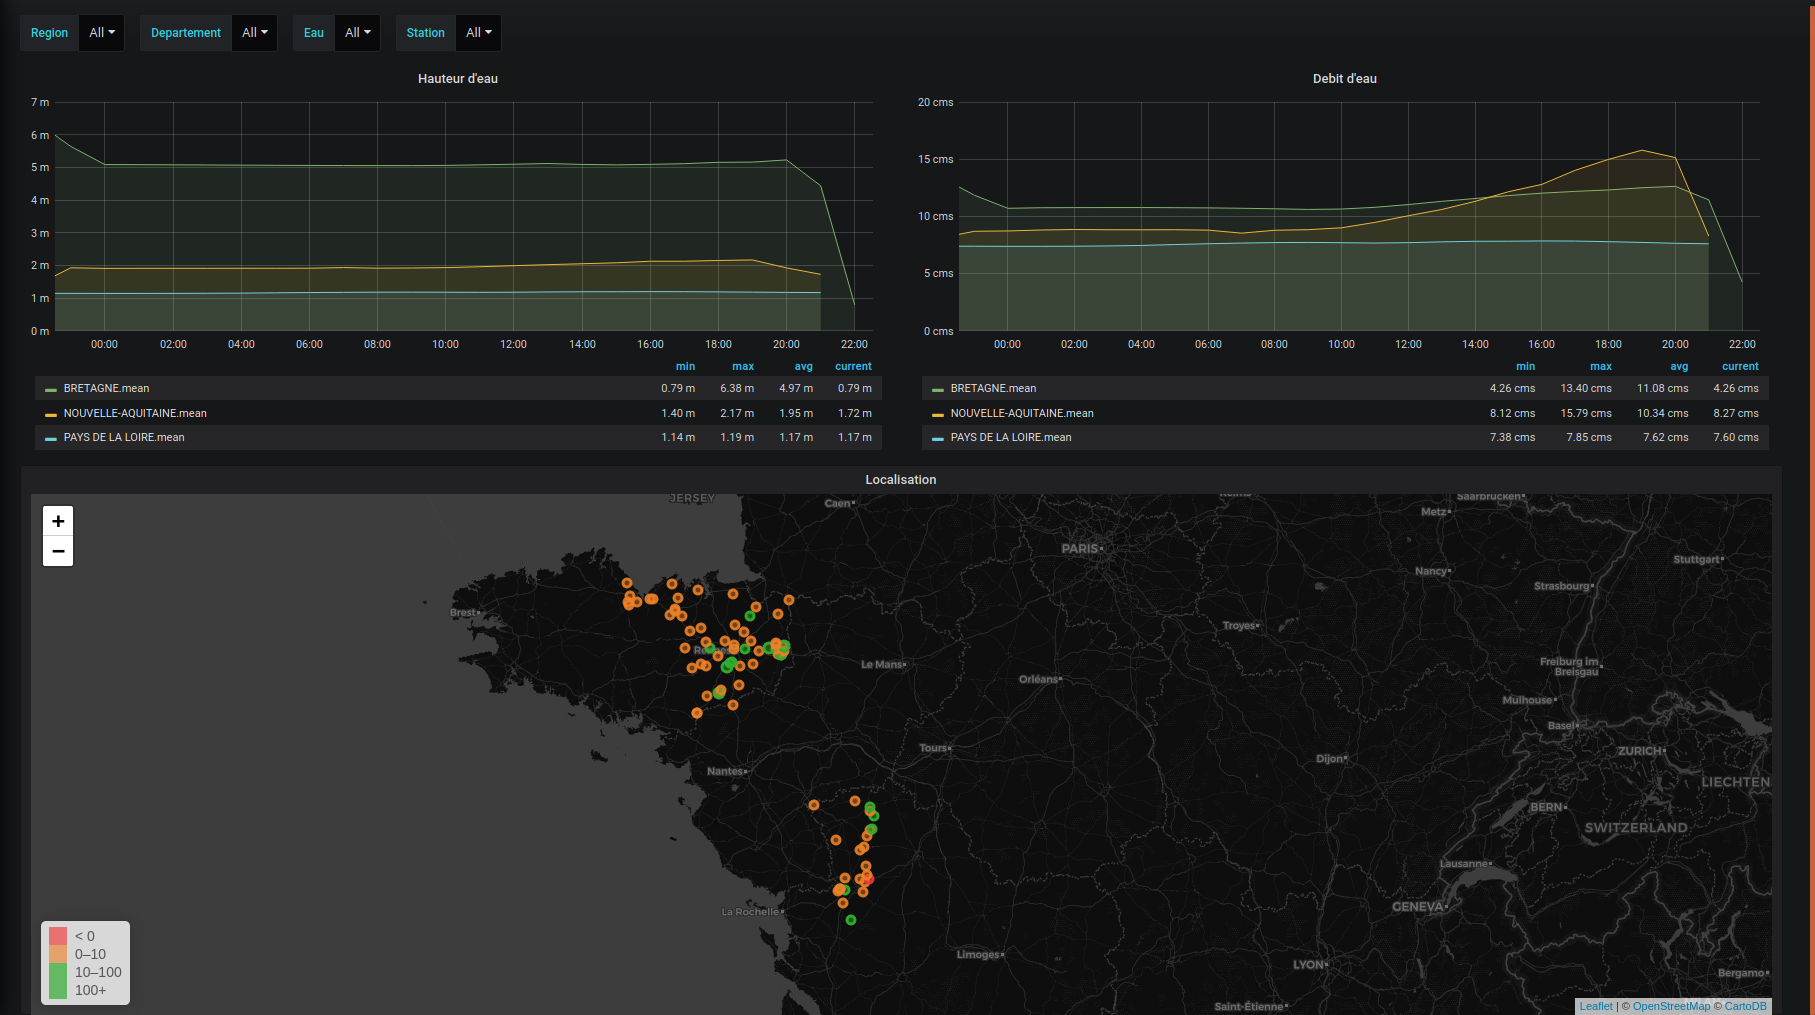 Region All Departement All Eau All Station All
Hauteur d'eau
7 m
6 m
5 m
4 m
3 m
2 m
1 m
0 m
00:00 02:00 04:00 06:00 08:00 10:00 12:00 14:00 16:00 18:00 20:00 22:00
min max avg current
BRETAGNE.mean 0.79 m 6.38 m 4.97 m 0.79 m
NOUVELLE-AQUITAINE.mean 1.40 m 2.17 m 1.95 m 1.72 m
PAYS DE LA LOIRE.mean 1.14 m 1.19 m 1.17 m 1.17 m
Debit d'eau
20 cms
15 cms
10 cms
5 cms
0 cms
00:00 02:00 04:00 06:00 08:00 10:00 12:00 14:00 16:00 18:00 20:00 22:00
min max avg current
BRETAGNE.mean 4.26 cms 13.40 cms 11.08 cms 4.26 cms
NOUVELLE-AQUITAINE.mean 8.12 cms 15.79 cms 10.34 cms 8.27 cms
PAYS DE LA LOIRE.mean 7.38 cms 7.85 cms 7.62 cms 7.60 cms
Localisation
+
−
JERSEY
Caen
Saarbrücken
Metz
PARIS
Stuttgart
Nancy
Strasbourg
Brest
Troyes
Le Mans
Freiburg im
Breisgau
Orléans
Mulhouse
Basel
Tours
ZURICH
Dijon
Nantes
LIECHTEN
BERN
SWITZERLAND
Lausanne
GENEVA
La Rochelle
Limoges
LYON
Bergamo
Saint-Étienne
< 0
0–10
10–100
100+
Leaflet | © OpenStreetMap © CartoDB